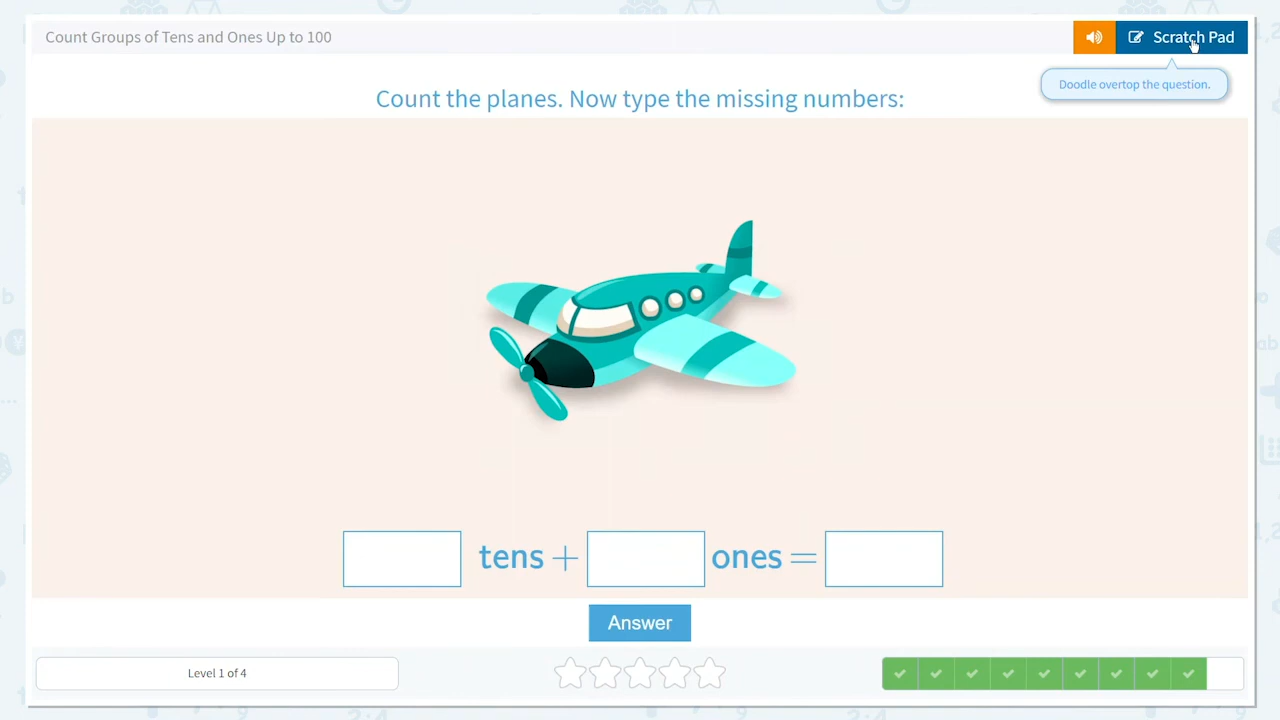 Count Groups of Tens and Ones Up to 100
Scratch Pad
Doodle overtop the question.
Count the planes. Now type the missing numbers:
tens + ones =
Answer
Level 1 of 4